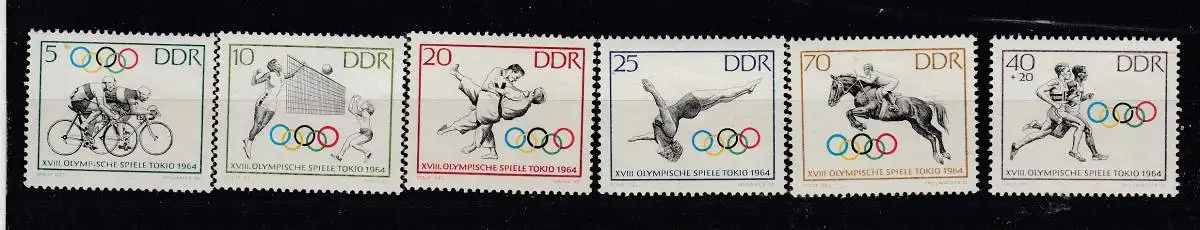 5 DDR
XVIII. OLYMPISCHE SPIELE TOKIO 1964
10 DDR
XVIII. OLYMPISCHE SPIELE TOKIO 1964
20 DDR
XVIII. OLYMPISCHE SPIELE TOKIO 1964
25 DDR
XVIII. OLYMPISCHE SPIELE TOKIO 1964
70 DDR
XVIII. OLYMPISCHE SPIELE TOKIO 1964
40 DDR
+ 20
XVIII. OLYMPISCHE SPIELE TOKIO 1964